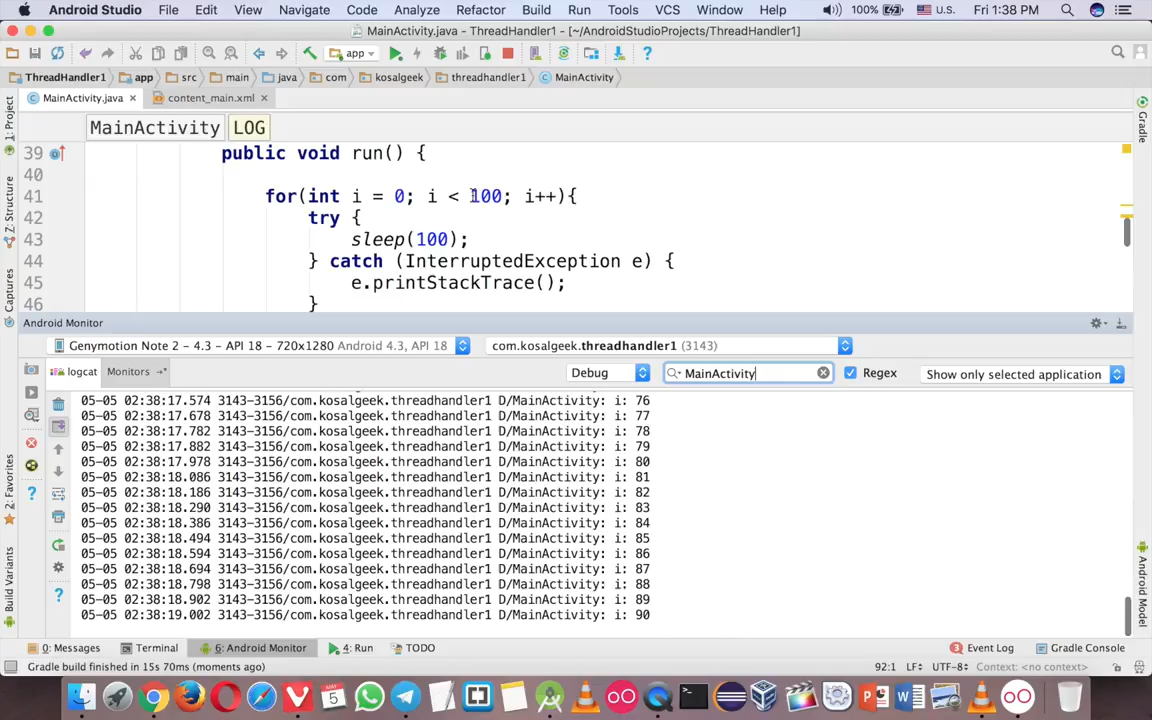 Android Studio File Edit View Navigate Code Analyze Refactor Build Run Tools VCS Window Help 100% U.S. Fri 1:38 PM
MainActivity.java - ThreadHandler1 - [~/AndroidStudioProjects/ThreadHandler1]
app
ThreadHandler1 app src main java com kosalgeek threadhandler1 MainActivity
MainActivity.java content_main.xml
MainActivity LOG
39 public void run() {
40
41 for(int i = 0; i < 100; i++){
42 try {
43 sleep(100);
44 } catch (InterruptedException e) {
45 e.printStackTrace();
46 }
Android Monitor
Genymotion Note 2 - 4.3 - API 18 - 720x1280 Android 4.3, API 18 com.kosalgeek.threadhandler1 (3143)
logcat Monitors Debug MainActivity Regex Show only selected application
05-05 02:38:17.574 3143-3156/com.kosalgeek.threadhandler1 D/MainActivity: i: 76
05-05 02:38:17.678 3143-3156/com.kosalgeek.threadhandler1 D/MainActivity: i: 77
05-05 02:38:17.782 3143-3156/com.kosalgeek.threadhandler1 D/MainActivity: i: 78
05-05 02:38:17.882 3143-3156/com.kosalgeek.threadhandler1 D/MainActivity: i: 79
05-05 02:38:17.978 3143-3156/com.kosalgeek.threadhandler1 D/MainActivity: i: 80
05-05 02:38:18.086 3143-3156/com.kosalgeek.threadhandler1 D/MainActivity: i: 81
05-05 02:38:18.186 3143-3156/com.kosalgeek.threadhandler1 D/MainActivity: i: 82
05-05 02:38:18.290 3143-3156/com.kosalgeek.threadhandler1 D/MainActivity: i: 83
05-05 02:38:18.386 3143-3156/com.kosalgeek.threadhandler1 D/MainActivity: i: 84
05-05 02:38:18.494 3143-3156/com.kosalgeek.threadhandler1 D/MainActivity: i: 85
05-05 02:38:18.594 3143-3156/com.kosalgeek.threadhandler1 D/MainActivity: i: 86
05-05 02:38:18.694 3143-3156/com.kosalgeek.threadhandler1 D/MainActivity: i: 87
05-05 02:38:18.798 3143-3156/com.kosalgeek.threadhandler1 D/MainActivity: i: 88
05-05 02:38:18.902 3143-3156/com.kosalgeek.threadhandler1 D/MainActivity: i: 89
05-05 02:38:19.002 3143-3156/com.kosalgeek.threadhandler1 D/MainActivity: i: 90
0: Messages Terminal 6: Android Monitor 4: Run TODO 3 Event Log Gradle Console
Gradle build finished in 15s 70ms (moments ago) 92:1 LF UTF-8 Context: <no context>
1: Project
Z: Structure
Captures
2: Favorites
Build Variants
Gradle
Android Model